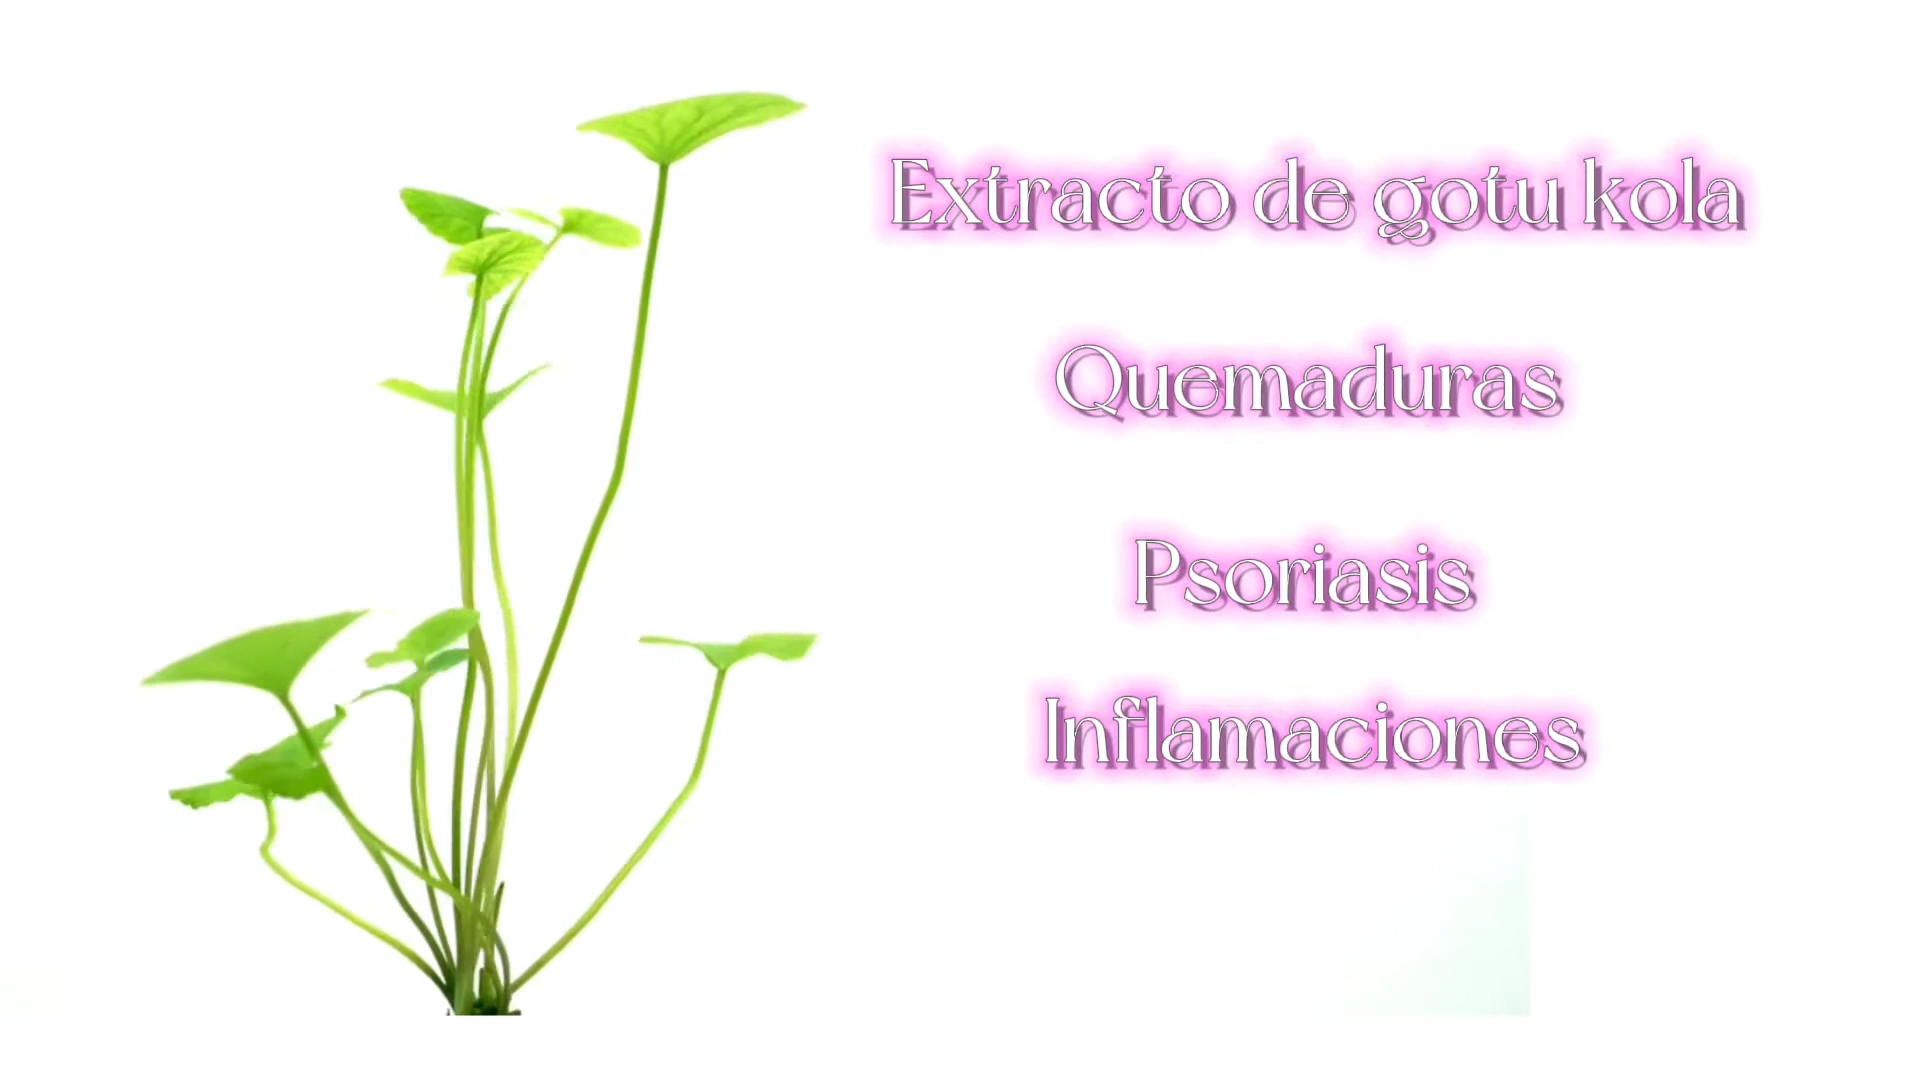 Extracto de gotu kola
Quemaduras
Psoriasis
Inflamaciones